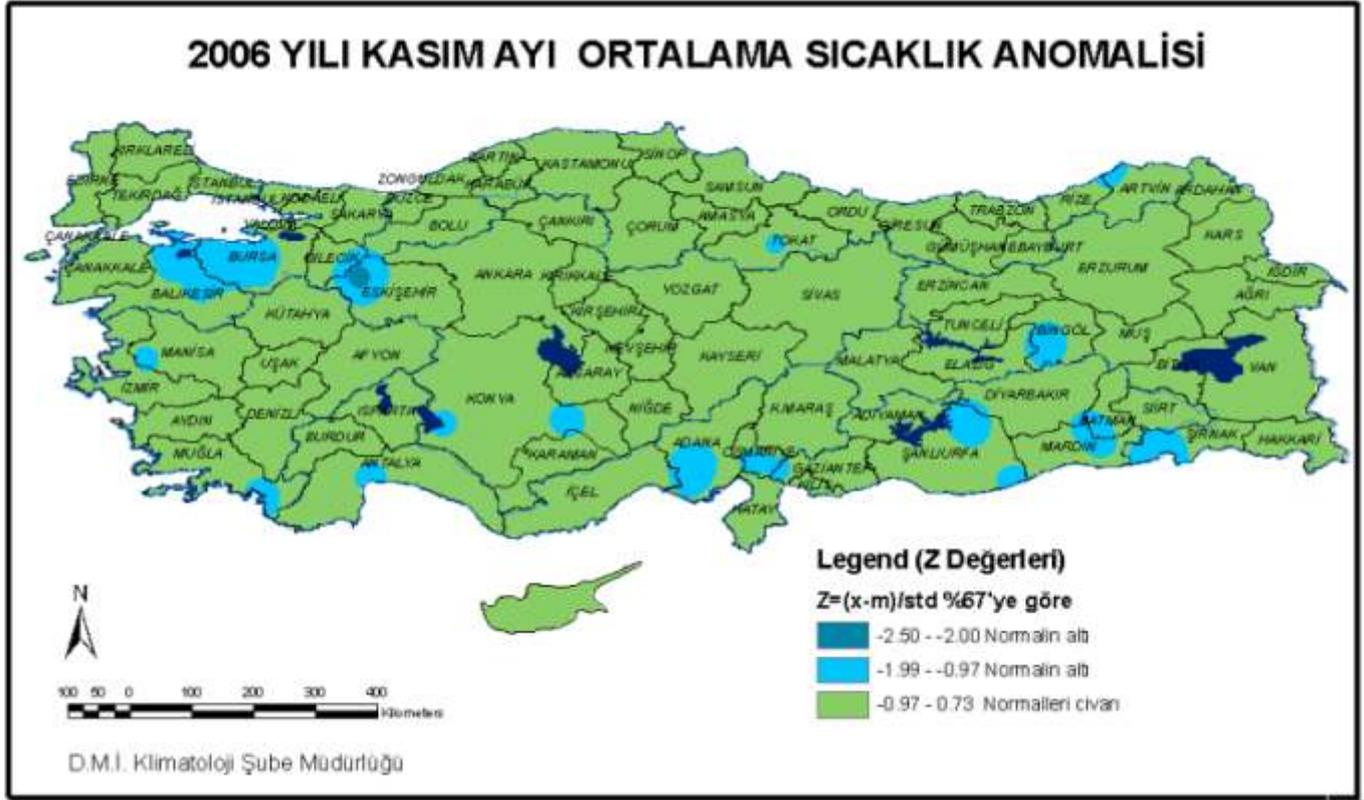 2006 YILI KASIM AYI ORTALAMA SICAKLIK ANOMALİSİ
KIRKLARELİ
BARTIN
KASTAMONU
SİNOP
EDİRNE
TEKİRDAĞ
İSTANBUL
İSTANBUL
KOCAELİ
ZONGULDAK
KARABÜK
DÜZCE
SAKARYA
BOLU
ÇANKIRI
ÇORUM
SAMSUN
AMASYA
ORDU
GİRESUN
TRABZON
RİZE
ARTVİN
ARDAHAN
ÇANAKKALE
YALOVA
TOKAT
GÜMÜŞHANE
BAYBURT
KARS
ÇANAKKALE
BURSA
BİLECİK
ESKİŞEHİR
ANKARA
KIRIKKALE
YOZGAT
SİVAS
ERZİNCAN
ERZURUM
IĞDIR
AĞRI
BALIKESİR
KÜTAHYA
KIRŞEHİR
TUNCELİ
BİNGÖL
MUŞ
MANİSA
UŞAK
AFYON
NEVŞEHİR
KAYSERİ
MALATYA
ELAZIĞ
BİT
VAN
İZMİR
AKSARAY
AYDIN
DENİZLİ
ISPARTA
KONYA
NİĞDE
K.MARAŞ
ADIYAMAN
DİYARBAKIR
BATMAN
SİİRT
ŞIRNAK
HAKKARİ
MUĞLA
BURDUR
ANTALYA
KARAMAN
ADANA
OSMANİYE
GAZİANTEP
KİLİS
ŞANLIURFA
MARDİN
İÇEL
HATAY
Legend (Z Değerleri)
Z=(x-m)/std %67'ye göre
-2.50 - -2.00 Normalin altı
-1.99 - -0.97 Normalin altı
-0.97 - 0.73 Normalleri civarı
N
100 50 0 100 200 300 400
Kilometers
D.M.İ. Klimatoloji Şube Müdürlüğü